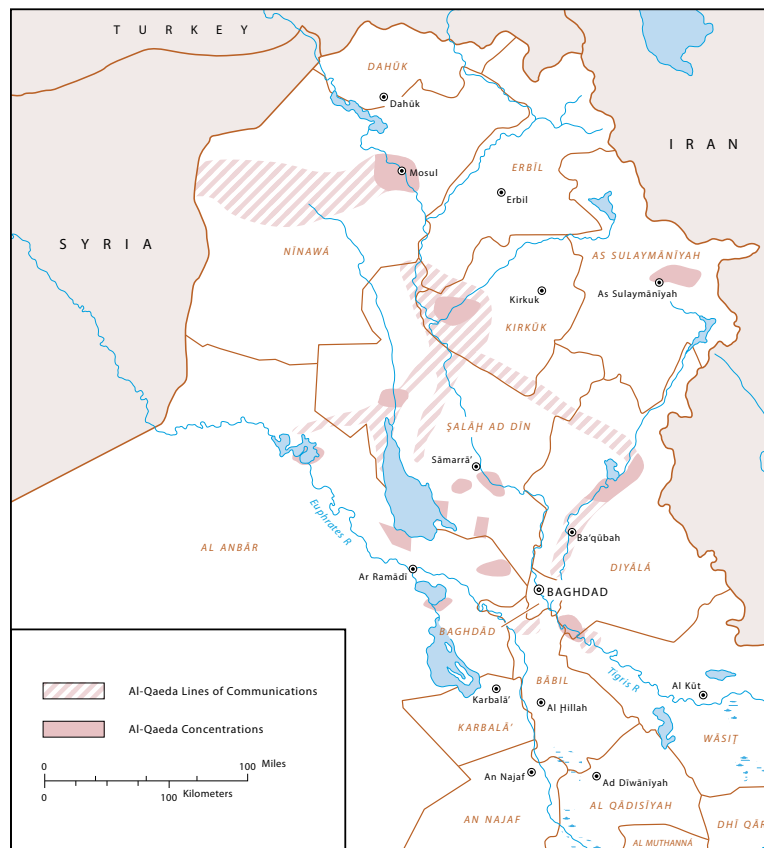 TURKEY
DAHŪK
Dahūk
IRAN
Mosul
ERBĪL
Erbil
SYRIA
NĪNAWÁ
AS SULAYMĀNĪYAH
As Sulaymānīyah
Kirkuk
KIRKŪK
ṢALĀḤ AD DĪN
Sāmarrā’
Euphrates R
Ba‘qūbah
AL ANBĀR
DIYĀLÁ
Ar Ramādī
BAGHDAD
BAGHDĀD
BĀBIL
Tigris R
Al Kūt
Karbalā’
Al Ḥillah
KARBALĀ’
WĀSIṬ
An Najaf
Ad Dīwānīyah
AL QĀDISĪYAH
AN NAJAF
DHĪ QĀR
AL MUTHANNÁ
Al-Qaeda Lines of Communications
Al-Qaeda Concentrations
0 100 Miles
0 100 Kilometers